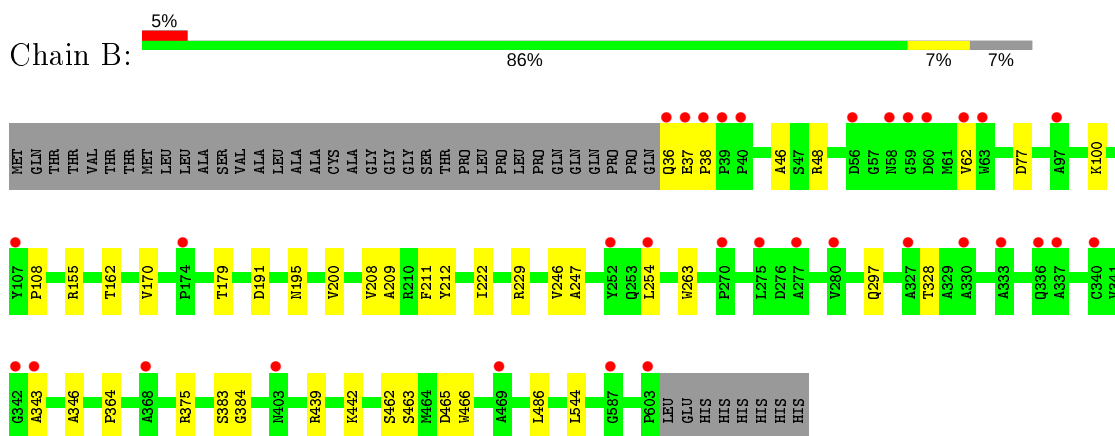 5%
Chain B:
86%
7%
7%
MET GLN THR THR VAL THR THR MET LEU LEU ALA SER VAL ALA LEU ALA ALA CYS ALA GLY GLY GLY SER THR PRO LEU PRO LEU PRO GLN GLN GLN PRO PRO GLN Q36 E37 P38 P39 P40 A46 S47 R48 D56 G57 N58 G59 D60 M61 V62 W63 D77 A97 K100
Y107 P108 R155 T162 V170 P174 T179 D191 N195 V200 V208 A209 R210 F211 Y212 I222 R229 V246 A247 Y252 Q253 L254 W263 P270 L275 D276 A277 V280 Q297 A327 T328 A329 A330 A333 Q336 A337 C340
G342 A343 A346 P364 A368 R375 S383 G384 N403 R439 K442 S462 S463 M464 D465 W466 A469 L486 L544 G587 P603 LEU GLU HIS HIS HIS HIS HIS HIS